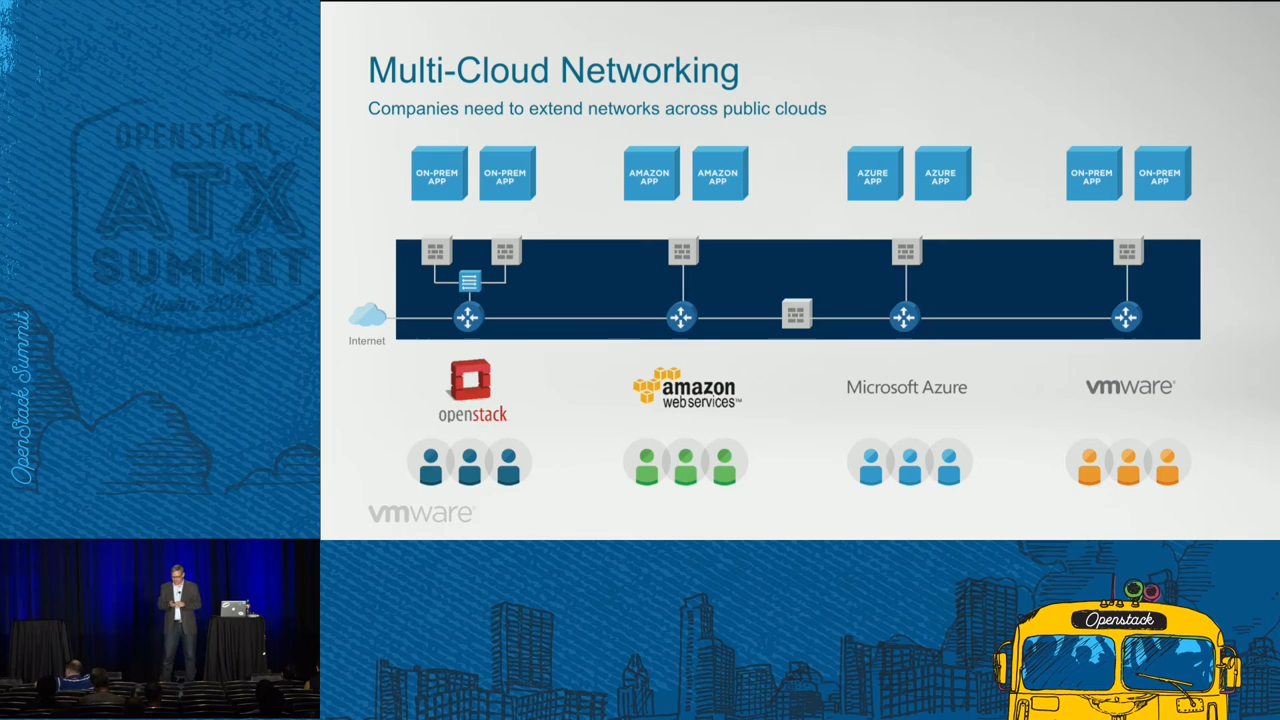 OPENSTACK
ATX
SUMMIT
OpenStack Summit
Multi-Cloud Networking
Companies need to extend networks across public clouds
ON-PREM APP
ON-PREM APP
AMAZON APP
AMAZON APP
AZURE APP
AZURE APP
ON-PREM APP
ON-PREM APP
Internet
openstack
amazon
web services™
Microsoft Azure
vmware
vmware
Openstack